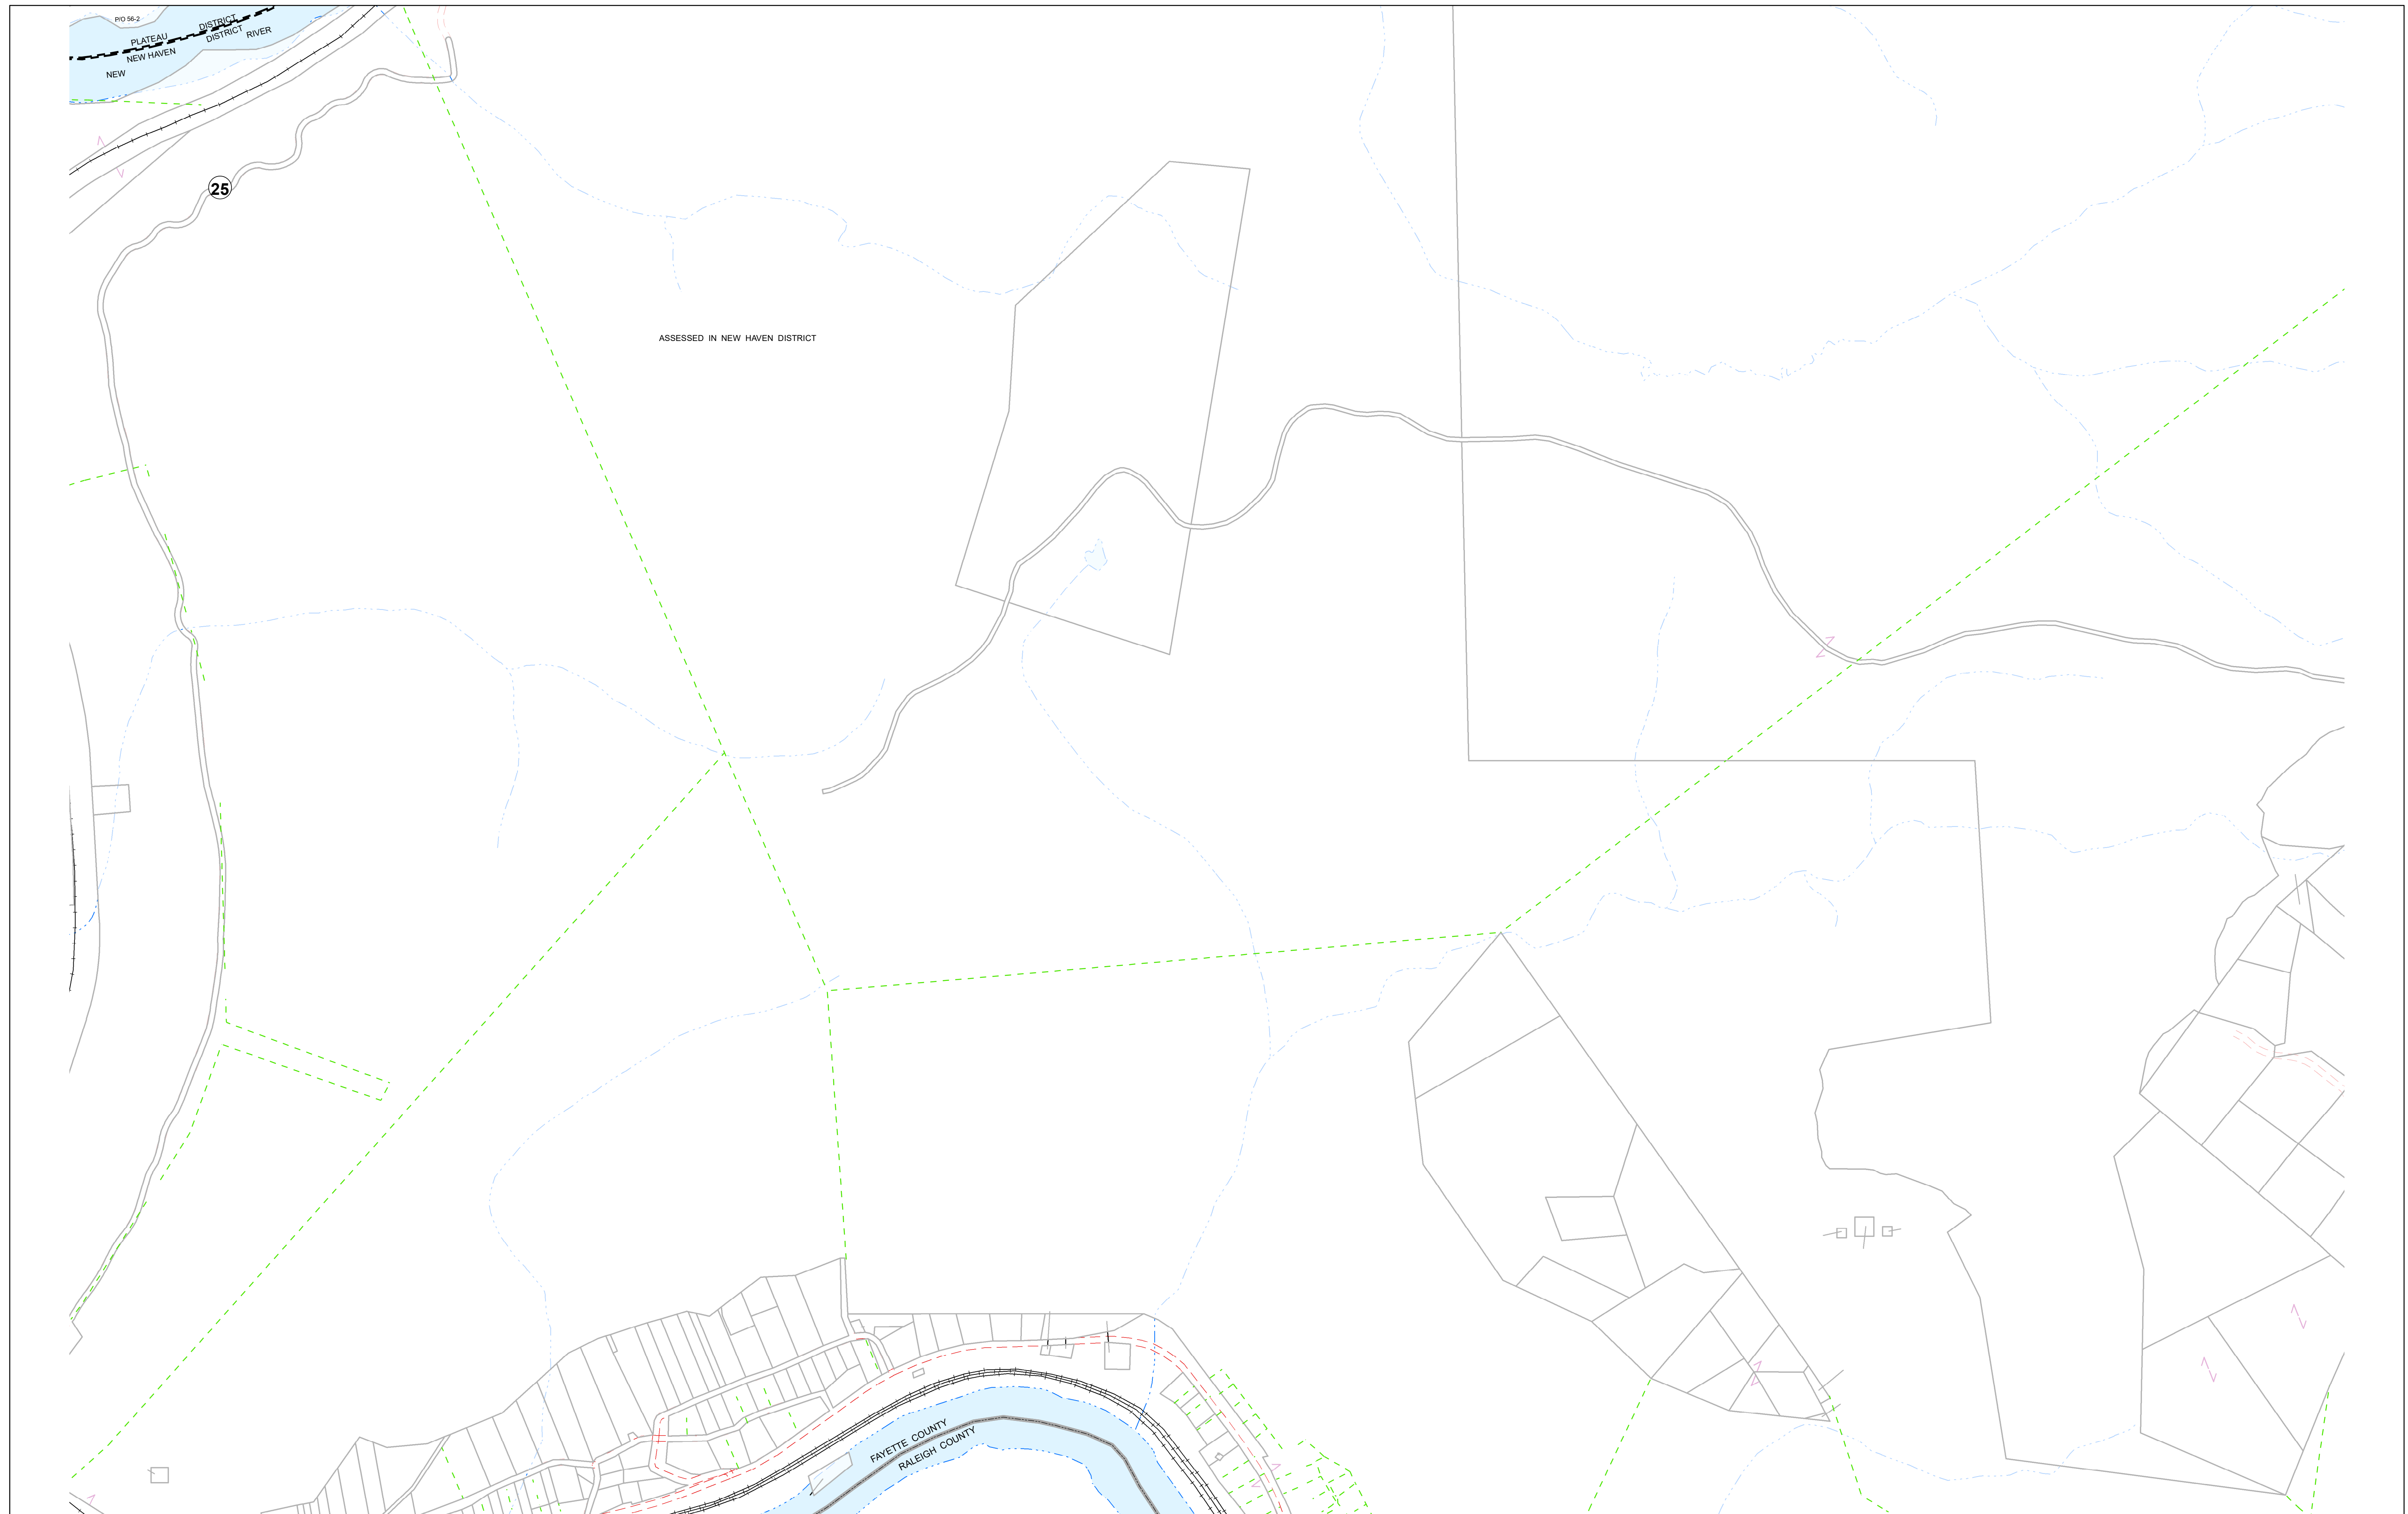 P/O 56-2
PLATEAU DISTRICT
NEW HAVEN DISTRICT
NEW RIVER
25
ASSESSED IN NEW HAVEN DISTRICT
FAYETTE COUNTY
RALEIGH COUNTY